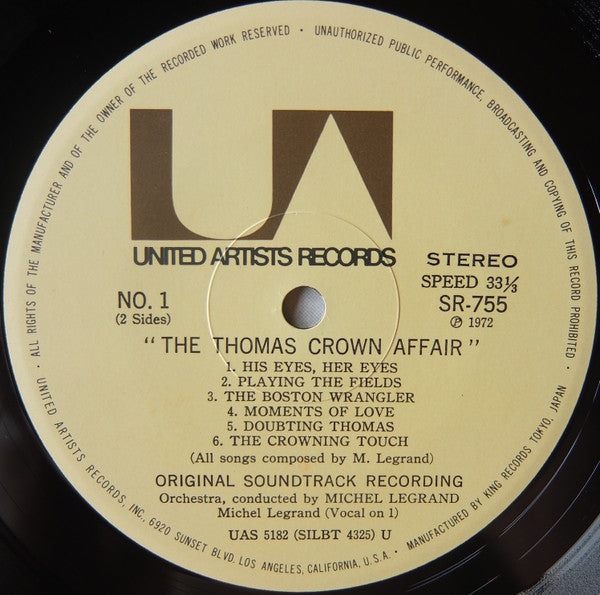 · ALL RIGHTS OF THE MANUFACTURER AND OF THE OWNER OF THE RECORDED WORK RESERVED · UNAUTHORIZED PUBLIC PERFORMANCE, BROADCASTING AND COPYING OF THIS RECORD PROHIBITED ·
UA
UNITED ARTISTS RECORDS
STEREO
SPEED 33⅓
NO. 1
SR-755
(2 Sides)
℗ 1972
"THE THOMAS CROWN AFFAIR"
1. HIS EYES, HER EYES
2. PLAYING THE FIELDS
3. THE BOSTON WRANGLER
4. MOMENTS OF LOVE
5. DOUBTING THOMAS
6. THE CROWNING TOUCH
(All songs composed by M. Legrand)
ORIGINAL SOUNDTRACK RECORDING
Orchestra, conducted by MICHEL LEGRAND
Michel Legrand (Vocal on 1)
UAS 5182 (SILBT 4325) U
UNITED ARTISTS RECORDS, INC., 6920 SUNSET BLVD. LOS ANGELES, CALIFORNIA, U.S.A. · MANUFACTURED BY KING RECORDS TOKYO, JAPAN ·